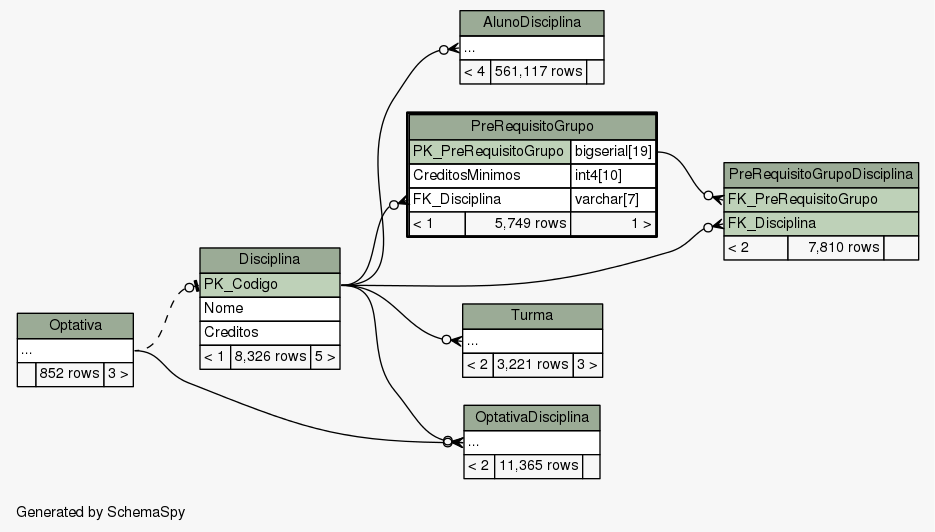 AlunoDisciplina
...
< 4 561,117 rows
PreRequisitoGrupo
PK_PreRequisitoGrupo bigserial[19]
CreditosMinimos int4[10]
FK_Disciplina varchar[7]
< 1 5,749 rows 1 >
PreRequisitoGrupoDisciplina
FK_PreRequisitoGrupo
FK_Disciplina
< 2 7,810 rows
Disciplina
PK_Codigo
Nome
Creditos
< 1 8,326 rows 5 >
Optativa
...
852 rows 3 >
Turma
...
< 2 3,221 rows 3 >
OptativaDisciplina
...
< 2 11,365 rows
Generated by SchemaSpy